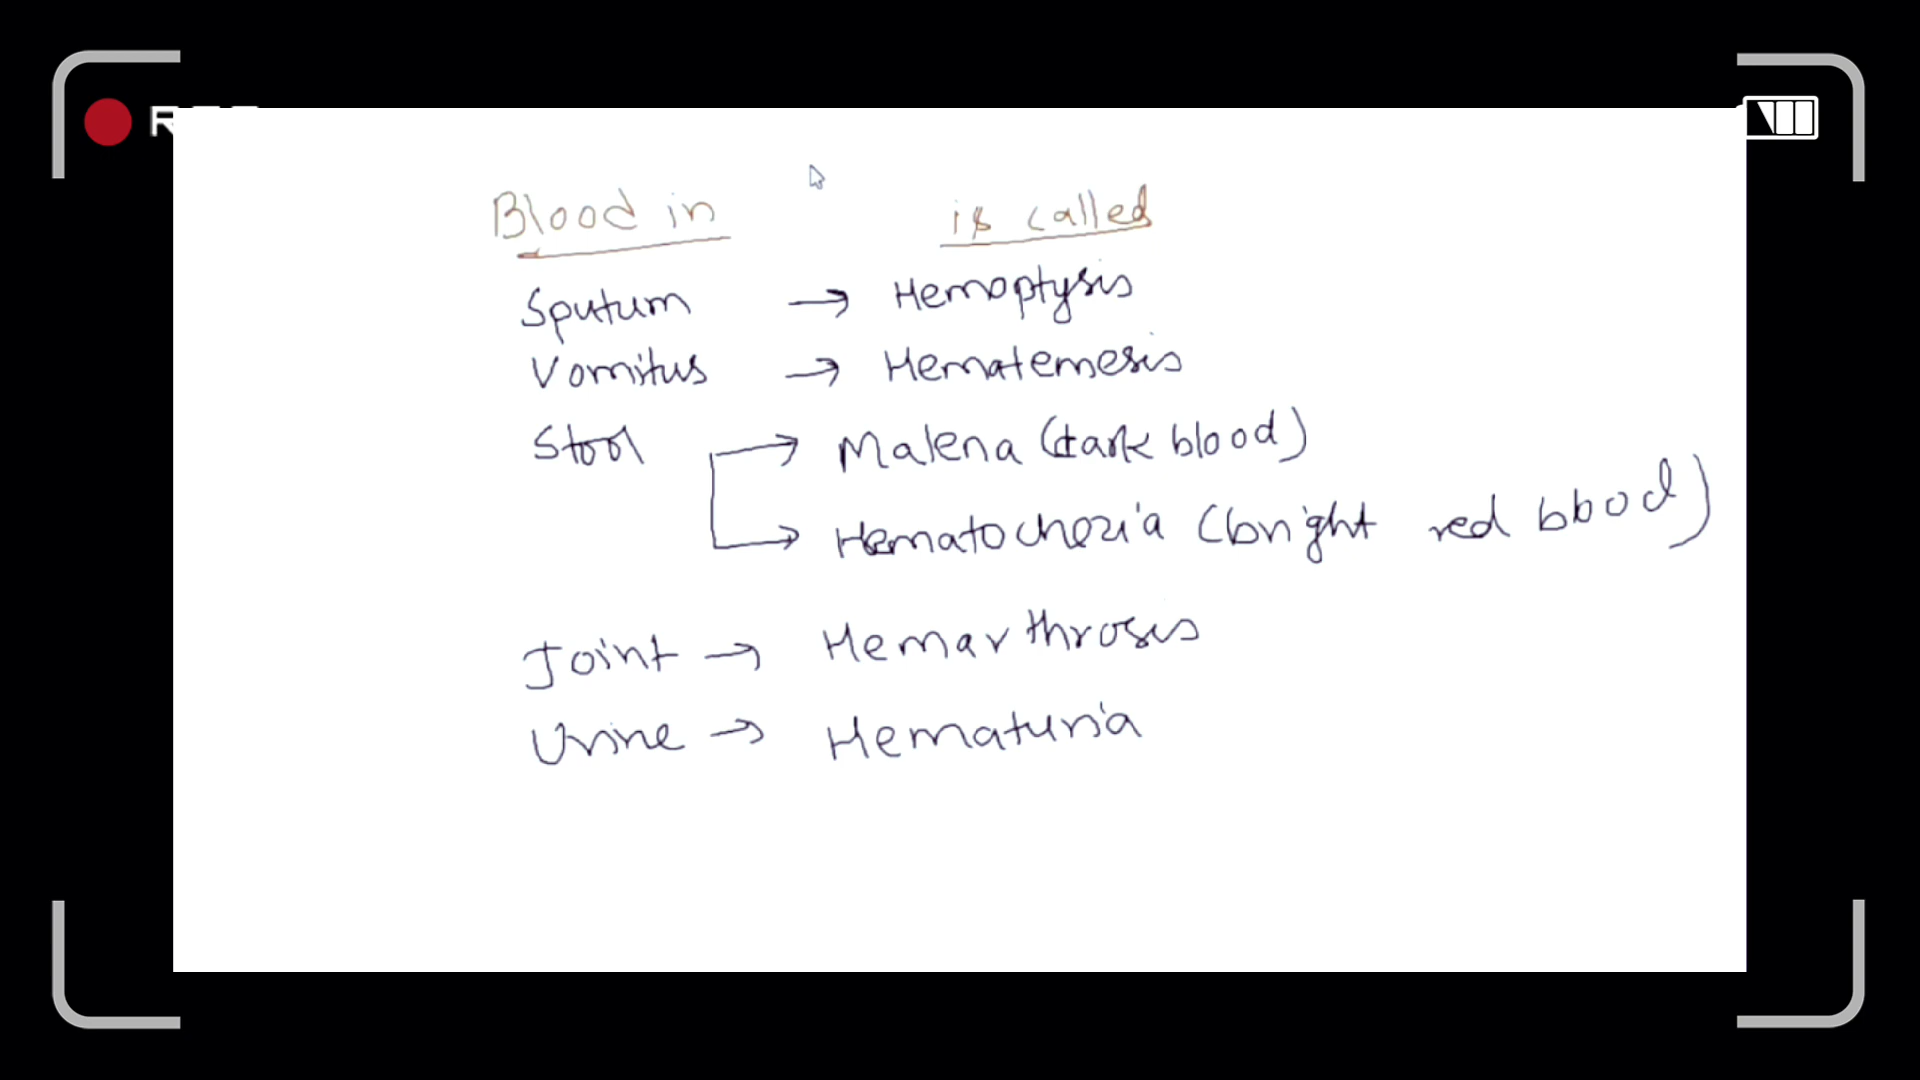 Blood in is called
Sputum → Hemoptysis
Vomitus → Hematemesis
Stool → Malena (dark blood)
→ Hematochezia (bright red blood)
Joint → Hemarthrosis
Urine → Hematuria